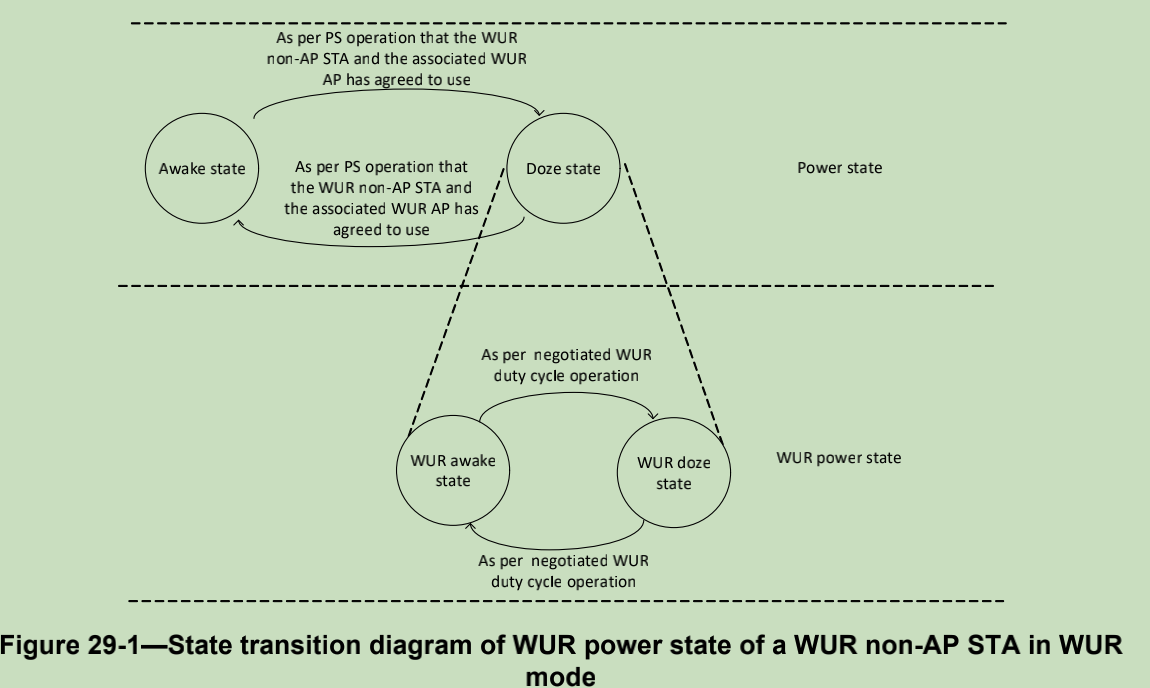 As per PS operation that the WUR
non-AP STA and the associated WUR
AP has agreed to use
Awake state
As per PS operation that
the WUR non-AP STA and
the associated WUR AP has
agreed to use
Doze state
Power state
As per negotiated WUR
duty cycle operation
WUR awake
state
WUR doze
state
WUR power state
As per negotiated WUR
duty cycle operation
Figure 29-1—State transition diagram of WUR power state of a WUR non-AP STA in WUR
mode